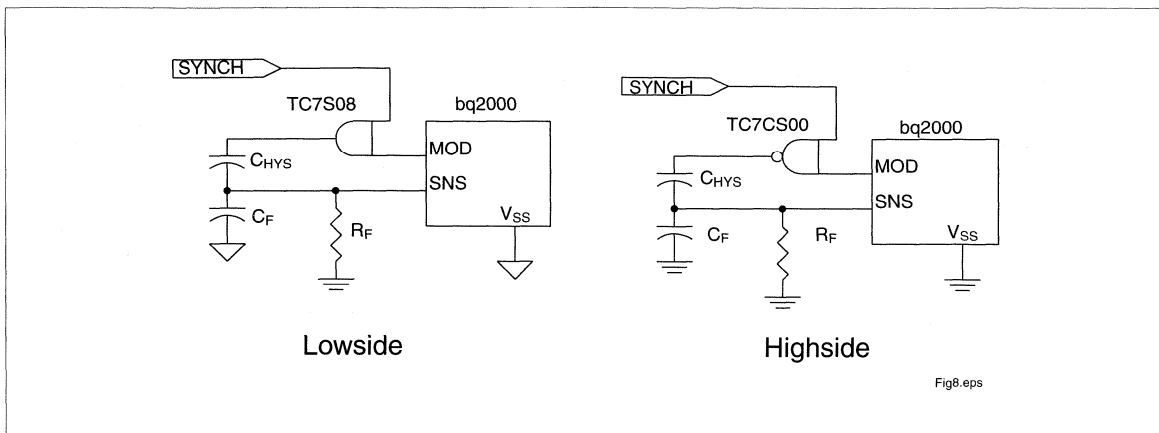 SYNCH
TC7S08
bq2000
MOD
SNS
VSS
CHYS
CF
RF
Lowside
SYNCH
TC7CS00
bq2000
MOD
SNS
VSS
CHYS
CF
RF
Highside
Fig8.eps